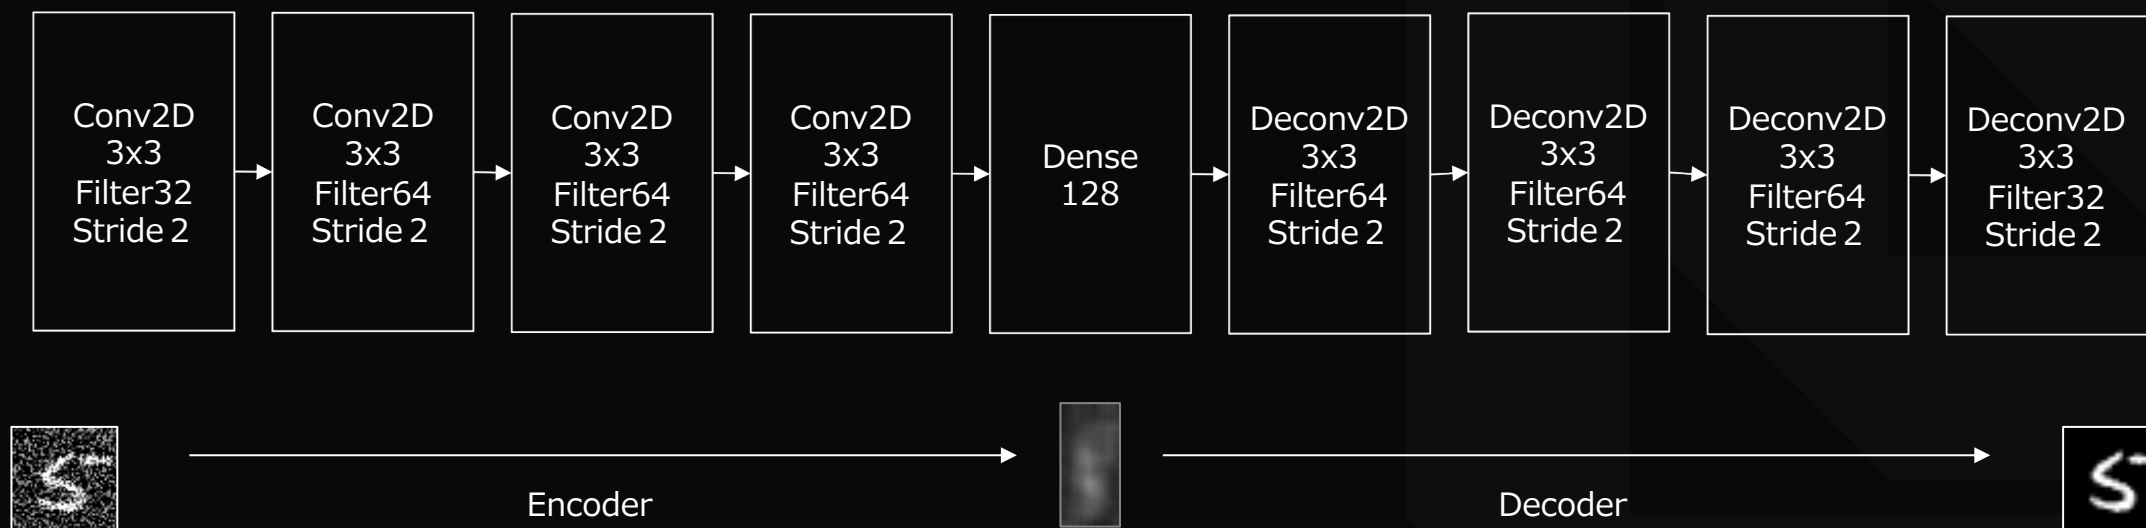 Conv2D
3x3
Filter32
Stride 2
Conv2D
3x3
Filter64
Stride 2
Conv2D
3x3
Filter64
Stride 2
Conv2D
3x3
Filter64
Stride 2
Dense
128
Deconv2D
3x3
Filter64
Stride 2
Deconv2D
3x3
Filter64
Stride 2
Deconv2D
3x3
Filter64
Stride 2
Deconv2D
3x3
Filter32
Stride 2
5
5
Encoder
Decoder